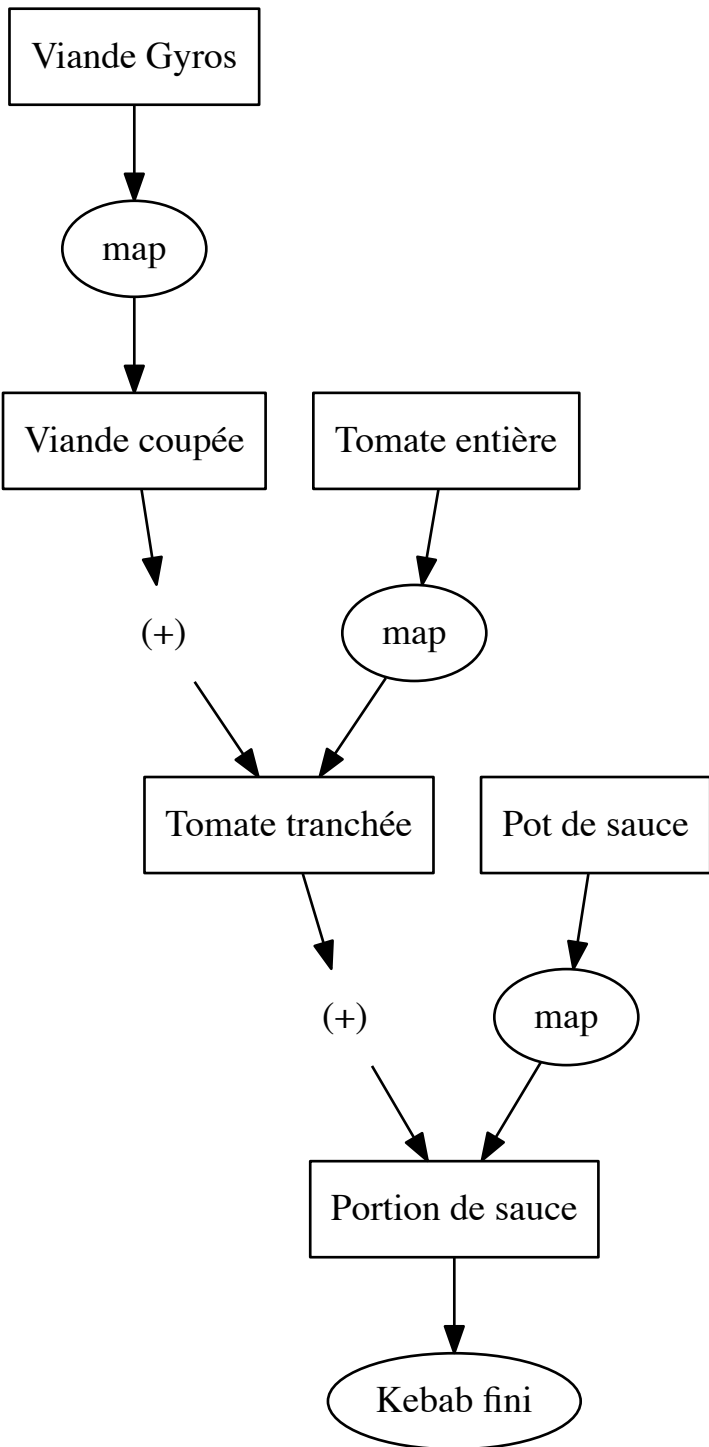 Viande Gyros
map
Viande coupée
Tomate entière
(+)
map
Tomate tranchée
Pot de sauce
(+)
map
Portion de sauce
Kebab fini